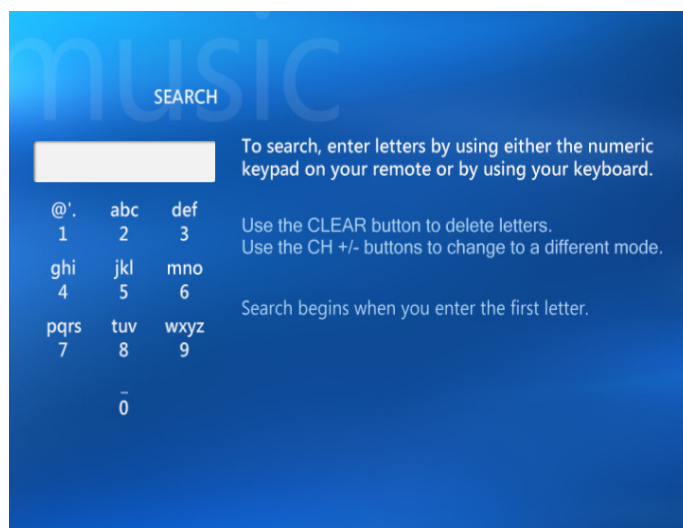 music
SEARCH
To search, enter letters by using either the numeric
keypad on your remote or by using your keyboard.
@'. abc def
1 2 3
Use the CLEAR button to delete letters.
Use the CH +/- buttons to change to a different mode.
ghi jkl mno
4 5 6
Search begins when you enter the first letter.
pqrs tuv wxyz
7 8 9
_
0